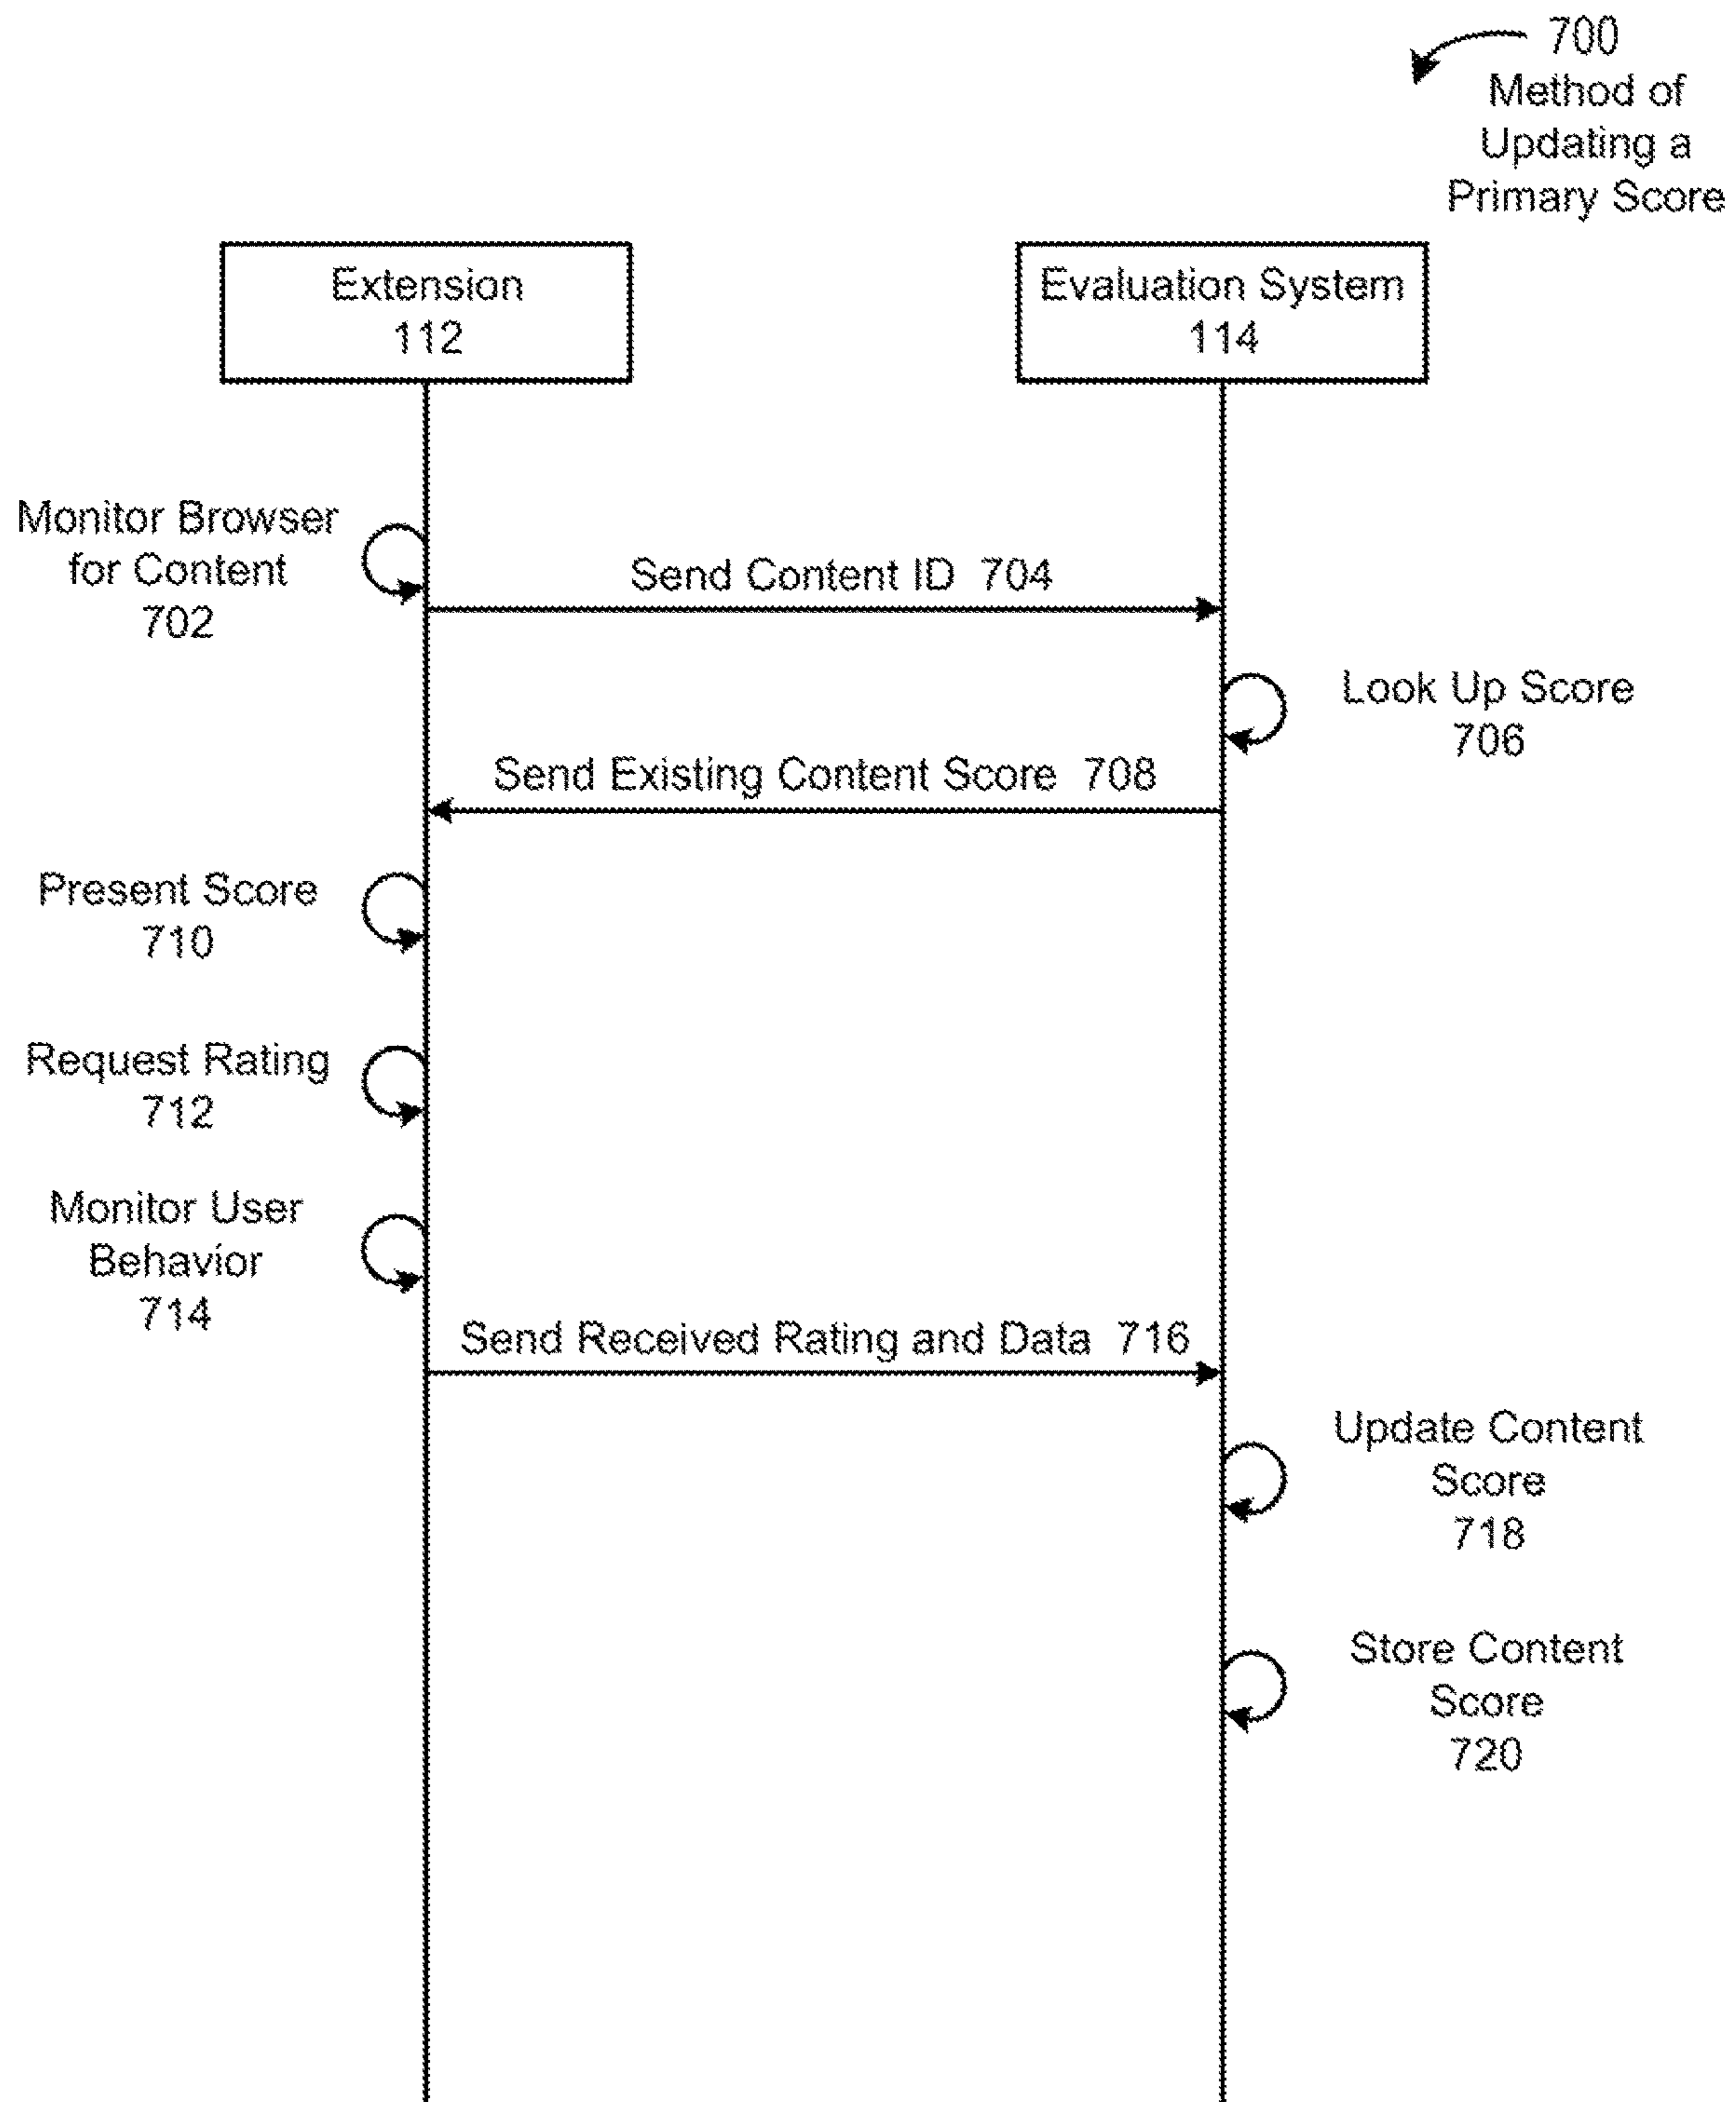 700
Method of
Updating a
Primary Score
Extension
112
Evaluation System
114
Monitor Browser
for Content
702
Send Content ID 704
Look Up Score
706
Send Existing Content Score 708
Present Score
710
Request Rating
712
Monitor User
Behavior
714
Send Received Rating and Data 716
Update Content
Score
718
Store Content
Score
720